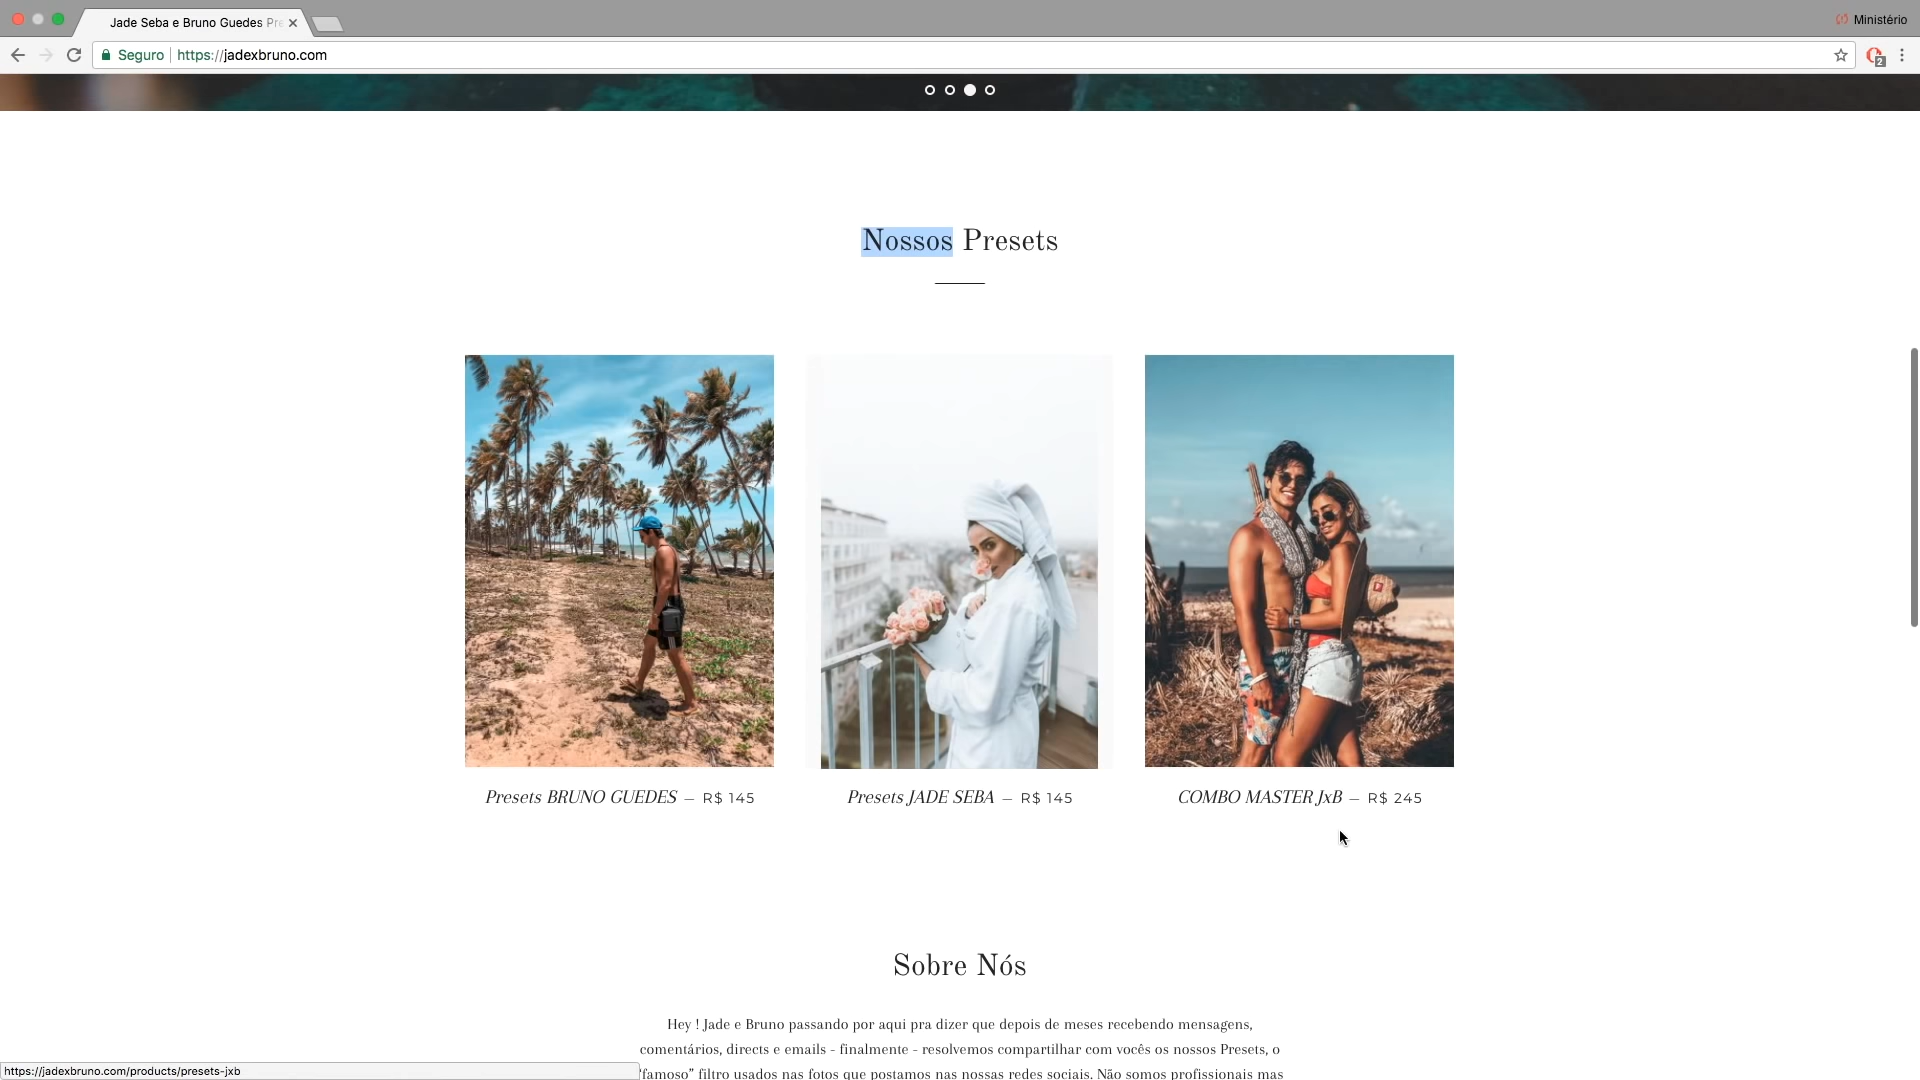 Jade Seba e Bruno Guedes Pre
Ministério
Seguro https://jadexbruno.com
2
Nossos Presets
Presets BRUNO GUEDES — R$ 145
Presets JADE SEBA — R$ 145
COMBO MASTER JxB — R$ 245
Sobre Nós
Hey ! Jade e Bruno passando por aqui pra dizer que depois de meses recebendo mensagens,
comentários, directs e emails - finalmente - resolvemos compartilhar com vocês os nossos Presets, o
"famoso” filtro usados nas fotos que postamos nas nossas redes sociais. Não somos profissionais mas
https://jadexbruno.com/products/presets-jxb